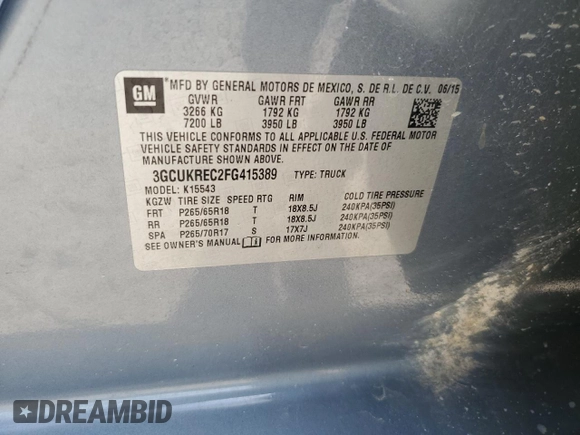 GM
*MFD BY GENERAL MOTORS DE MEXICO, S. DE R.L. DE C.V. 06/15
GVWR GAWR FRT GAWR RR
3266 KG 1792 KG 1792 KG
7200 LB 3950 LB 3950 LB
THIS VEHICLE CONFORMS TO ALL APPLICABLE U.S. FEDERAL MOTOR
VEHICLE SAFETY STANDARDS IN EFFECT ON THE DATE OF
MANUFACTURE SHOWN ABOVE.
3GCUKREC2FG415389 TYPE: TRUCK
MODEL: K15543
KGZW TIRE SIZE SPEED RTG RIM COLD TIRE PRESSURE
FRT P265/65R18 T 18X8.5J 240KPA(35PSI)
RR P265/65R18 T 18X8.5J 240KPA(35PSI)
SPA P265/70R17 S 17X7J 240KPA(35PSI)
SEE OWNER'S MANUAL FOR MORE INFORMATION.
DREAMBID